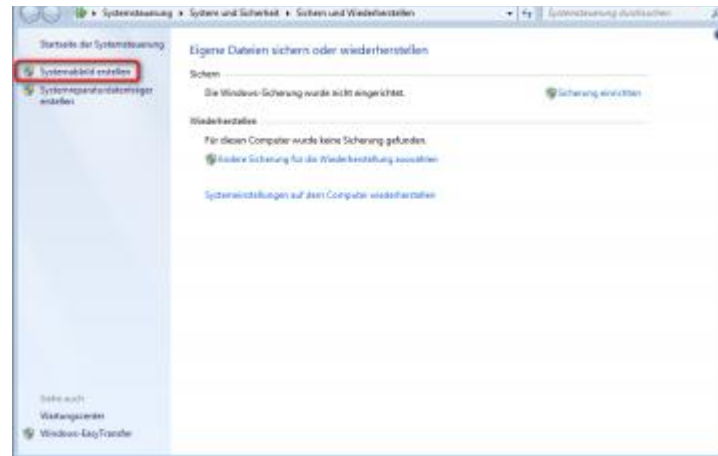 Systemsteuerung ▸ System und Sicherheit ▸ Sichern und Wiederherstellen
Systemsteuerung durchsuchen
Startseite der Systemsteuerung
Systemabbild erstellen
Systemreparaturdatenträger
erstellen
Eigene Dateien sichern oder wiederherstellen
Sichern
Die Windows-Sicherung wurde nicht eingerichtet.
Sicherung einrichten
Wiederherstellen
Für diesen Computer wurde keine Sicherung gefunden.
Andere Sicherung für die Wiederherstellung auswählen
Systemeinstellungen auf dem Computer wiederherstellen
Siehe auch
Wartungscenter
Windows-EasyTransfer